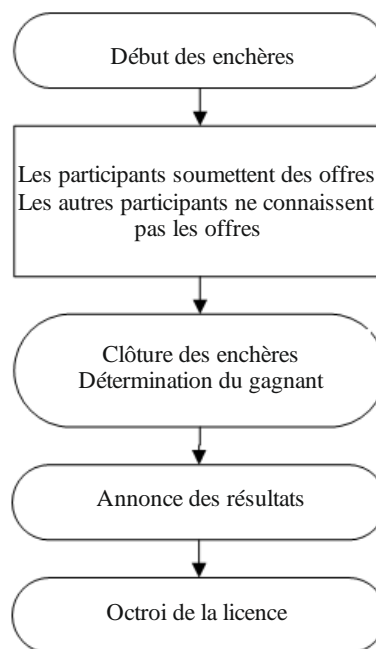 Début des enchères
Les participants soumettent des offres
Les autres participants ne connaissent
pas les offres
Clôture des enchères
Détermination du gagnant
Annonce des résultats
Octroi de la licence